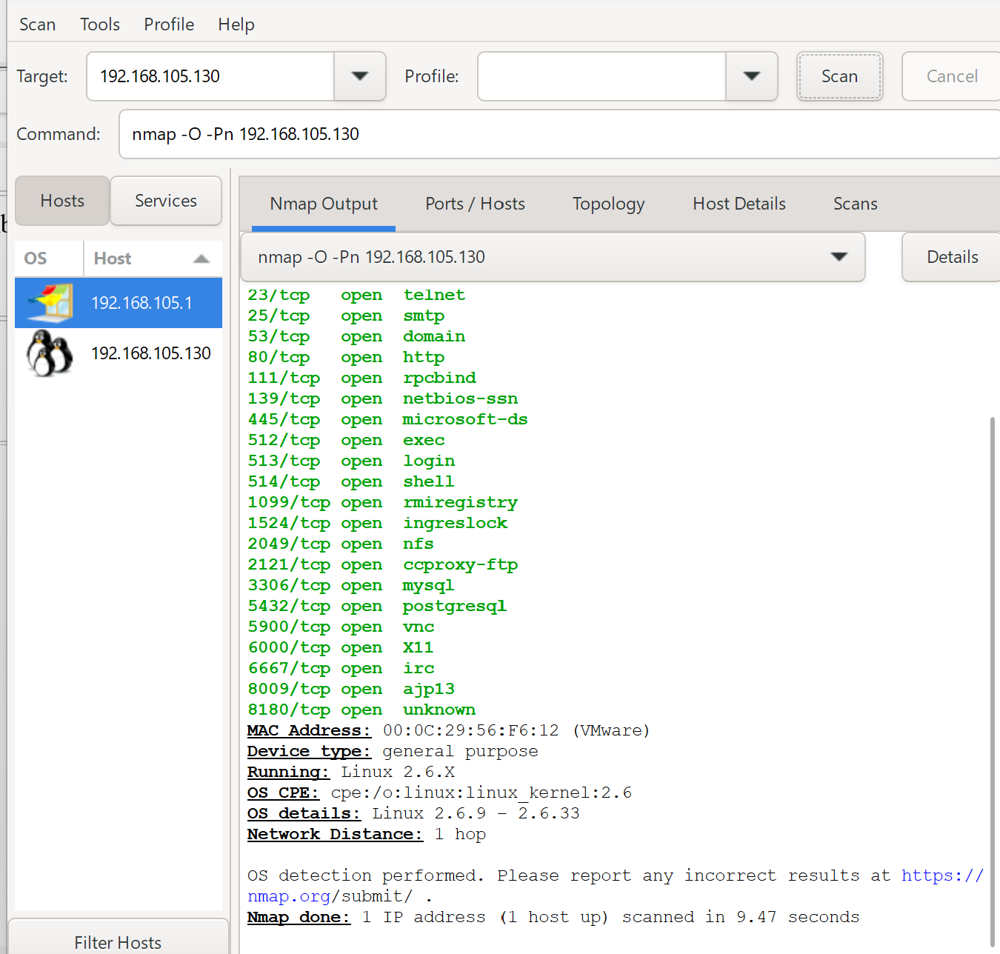 Scan Tools Profile Help
Target: 192.168.105.130 Profile: Scan Cancel
Command: nmap -O -Pn 192.168.105.130
Hosts Services
Nmap Output Ports / Hosts Topology Host Details Scans
OS Host
nmap -O -Pn 192.168.105.130 Details
192.168.105.1
192.168.105.130
23/tcp open telnet
25/tcp open smtp
53/tcp open domain
80/tcp open http
111/tcp open rpcbind
139/tcp open netbios-ssn
445/tcp open microsoft-ds
512/tcp open exec
513/tcp open login
514/tcp open shell
1099/tcp open rmiregistry
1524/tcp open ingreslock
2049/tcp open nfs
2121/tcp open ccproxy-ftp
3306/tcp open mysql
5432/tcp open postgresql
5900/tcp open vnc
6000/tcp open X11
6667/tcp open irc
8009/tcp open ajp13
8180/tcp open unknown
MAC Address: 00:0C:29:56:F6:12 (VMware)
Device type: general purpose
Running: Linux 2.6.X
OS CPE: cpe:/o:linux:linux_kernel:2.6
OS details: Linux 2.6.9 - 2.6.33
Network Distance: 1 hop
OS detection performed. Please report any incorrect results at https://
nmap.org/submit/ .
Nmap done: 1 IP address (1 host up) scanned in 9.47 seconds
Filter Hosts